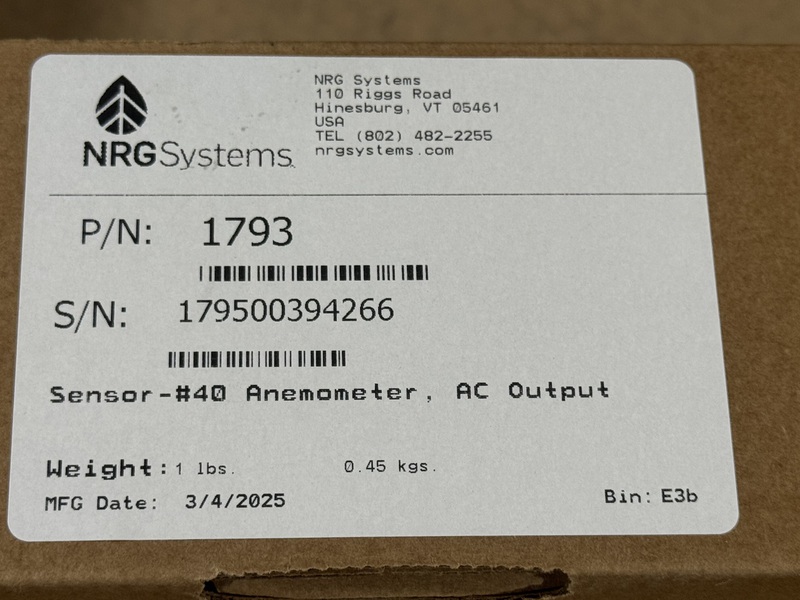 NRG Systems
110 Riggs Road
Hinesburg, VT 05461
USA
TEL (802) 482-2255
nrgsystems.com
NRGSystems
P/N: 1793
S/N: 179500394266
Sensor-#40 Anemometer, AC Output
Weight: 1 lbs. 0.45 kgs.
MFG Date: 3/4/2025 Bin: E3b